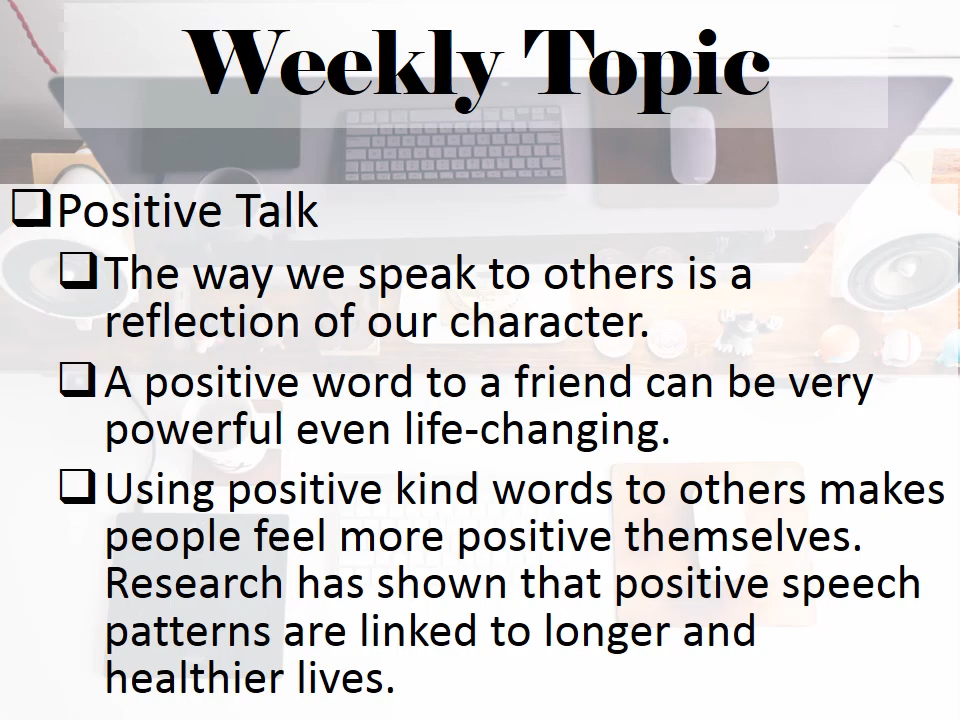 Weekly Topic
❑Positive Talk
❑The way we speak to others is a
reflection of our character.
❑A positive word to a friend can be very
powerful even life-changing.
❑Using positive kind words to others makes
people feel more positive themselves.
Research has shown that positive speech
patterns are linked to longer and
healthier lives.